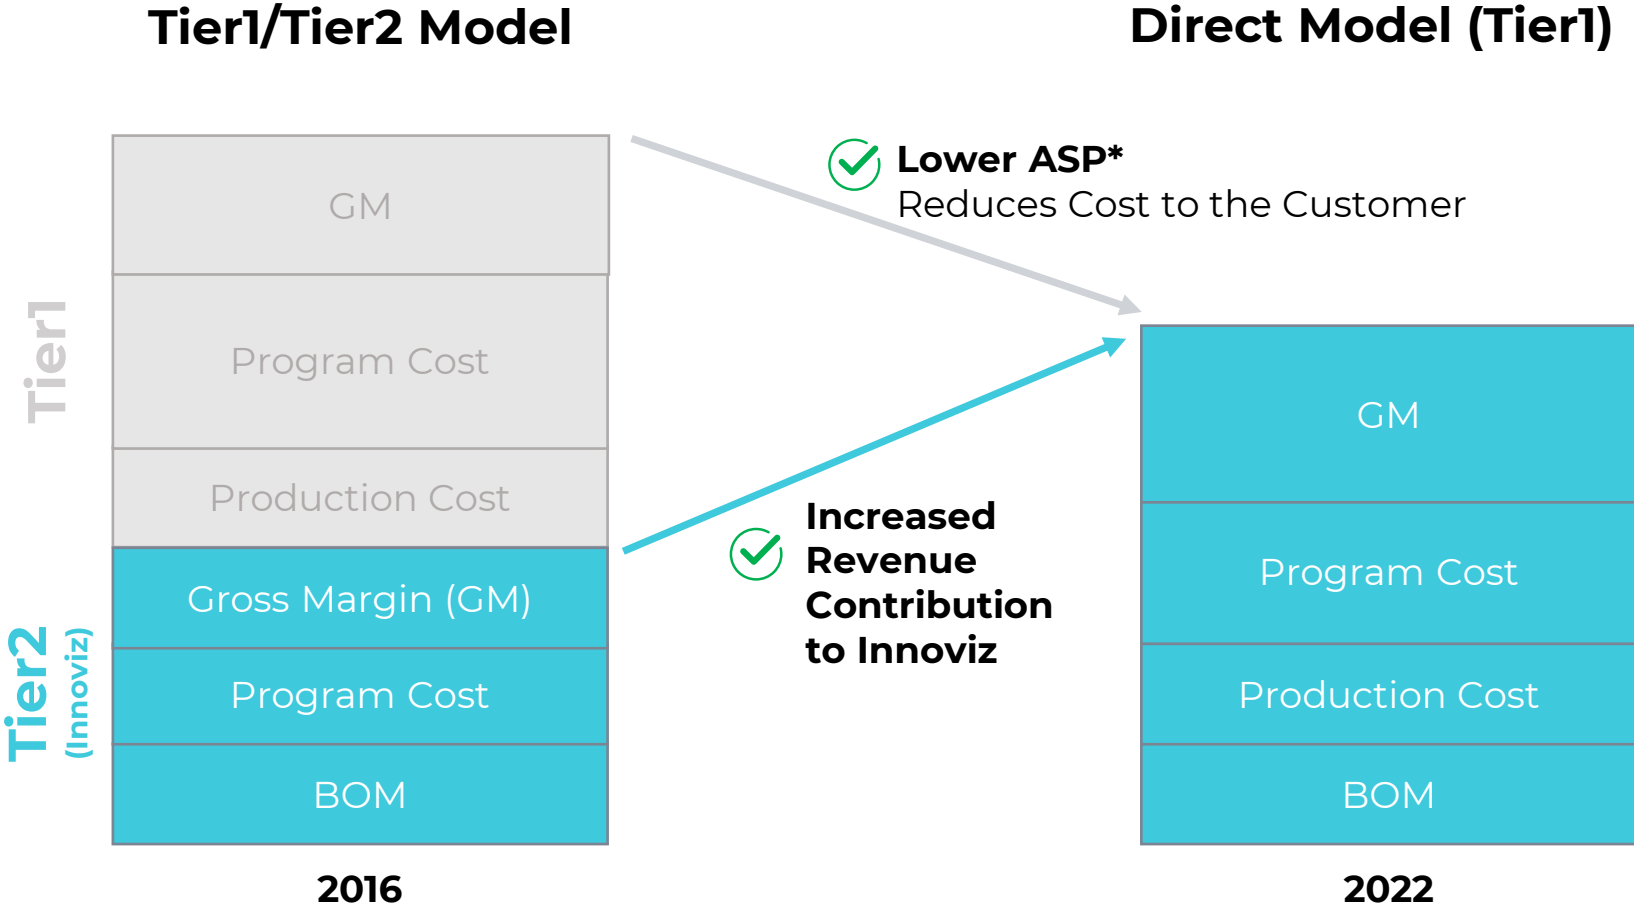 Tier1/Tier2 Model
Direct Model (Tier1)
Lower ASP*
Reduces Cost to the Customer
Tier1
GM
Program Cost
Production Cost
Tier2
(Innoviz)
Gross Margin (GM)
Program Cost
BOM
Increased
Revenue
Contribution
to Innoviz
GM
Program Cost
Production Cost
BOM
2016
2022